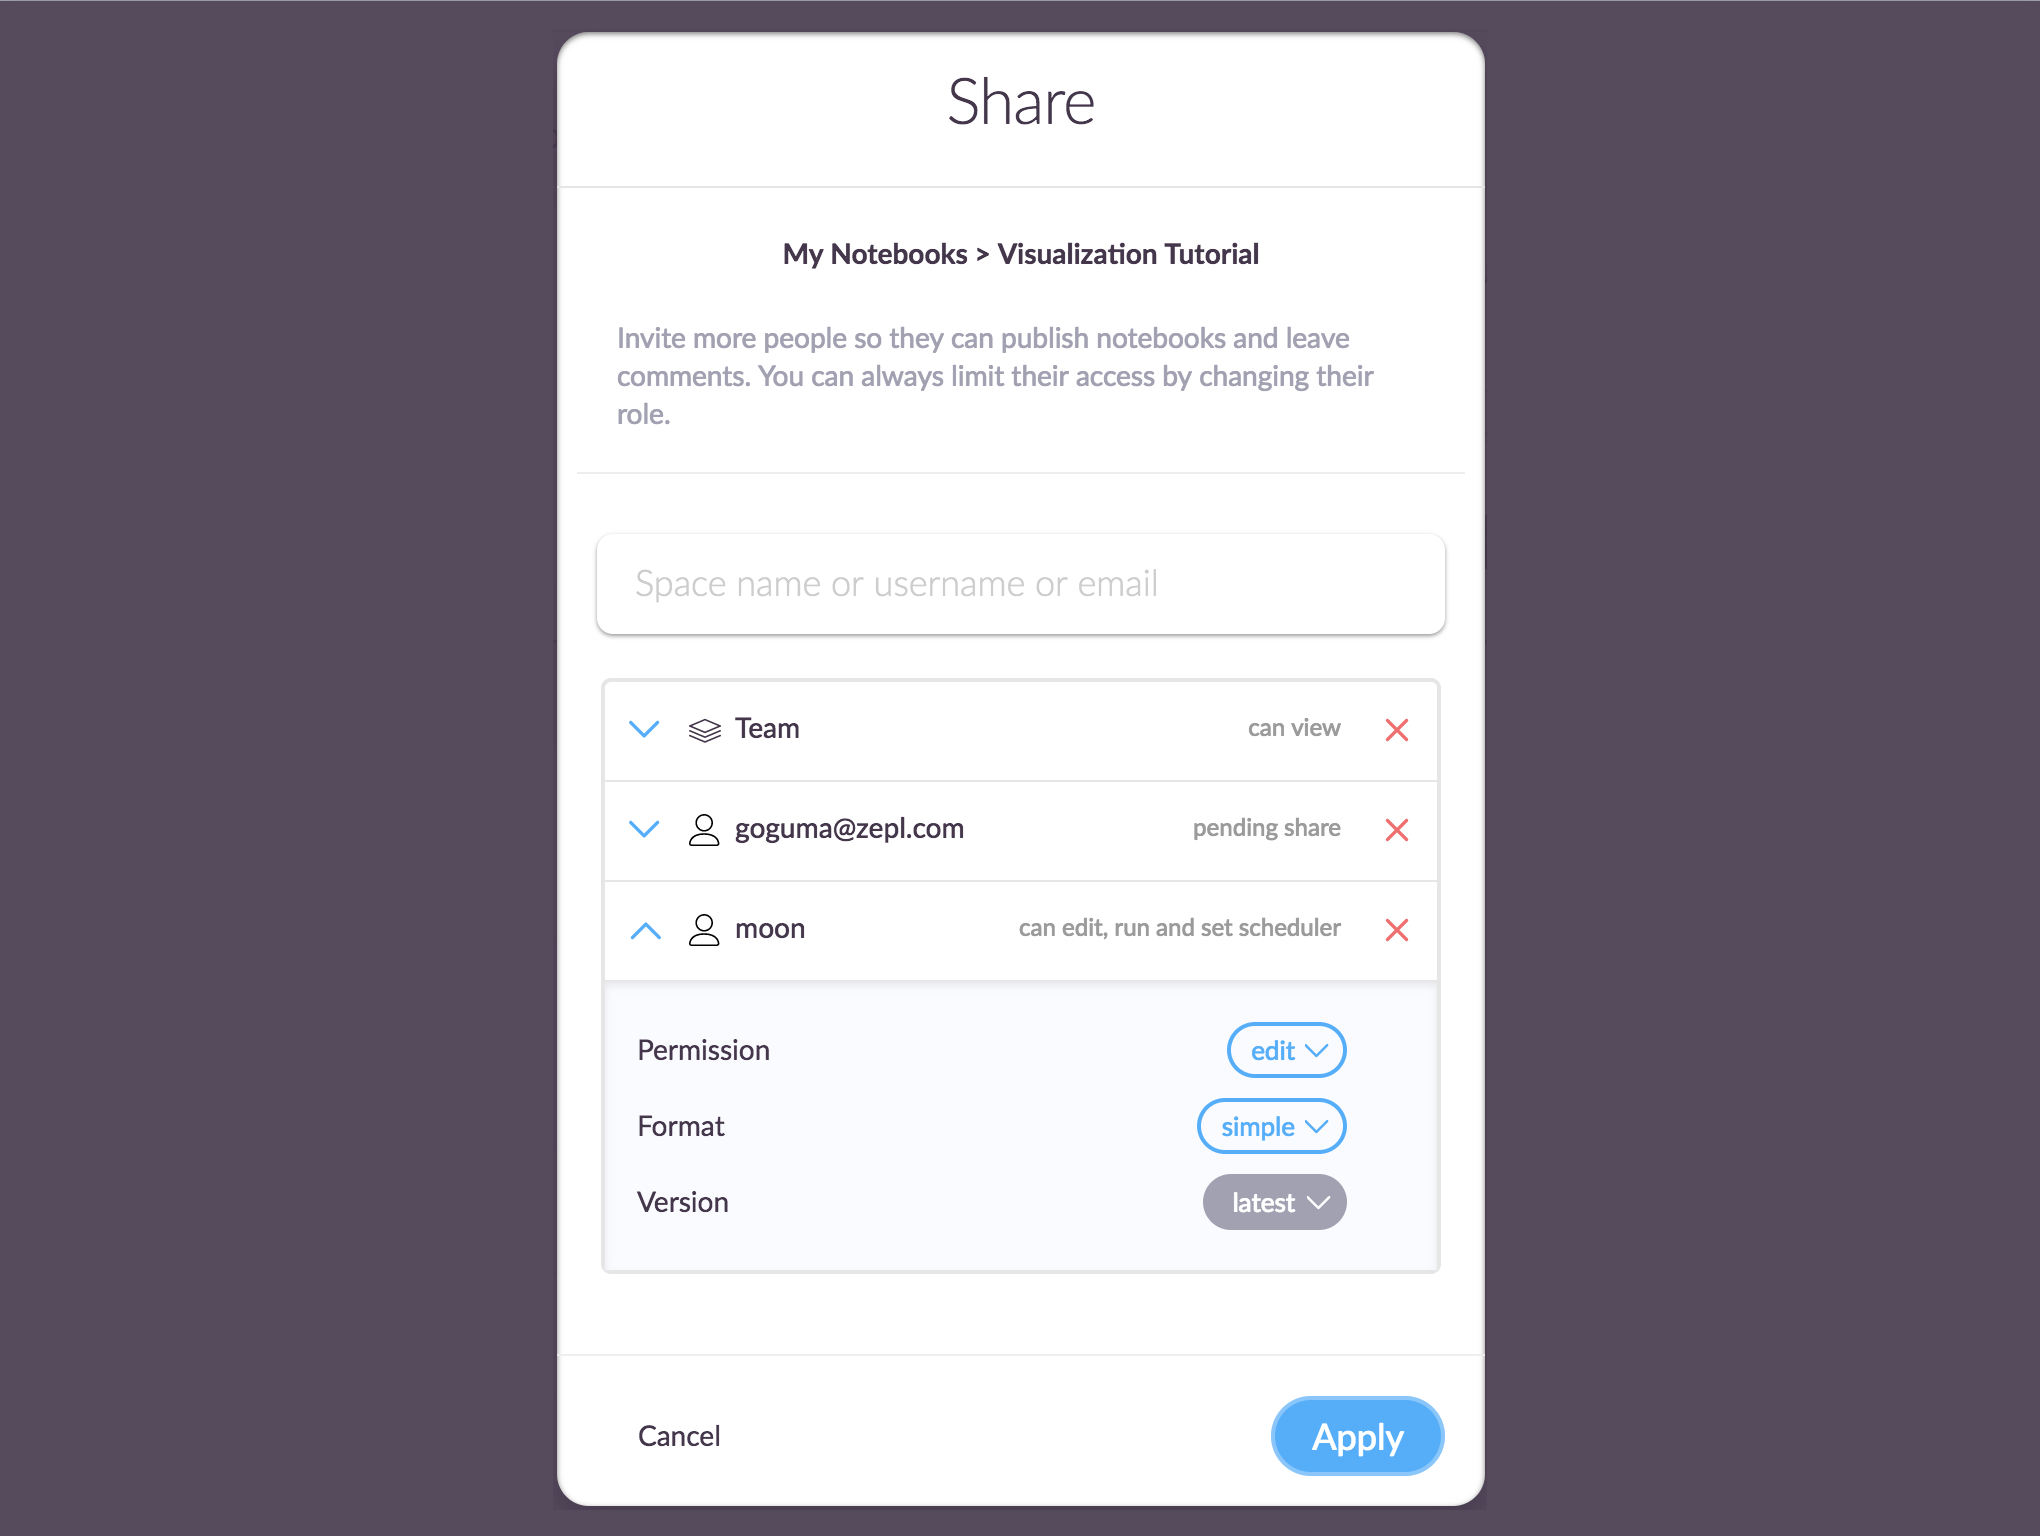 Share
My Notebooks > Visualization Tutorial
Invite more people so they can publish notebooks and leave
comments. You can always limit their access by changing their
role.
Space name or username or email
Team can view
goguma@zepl.com pending share
moon can edit, run and set scheduler
Permission edit
Format simple
Version latest
Cancel Apply